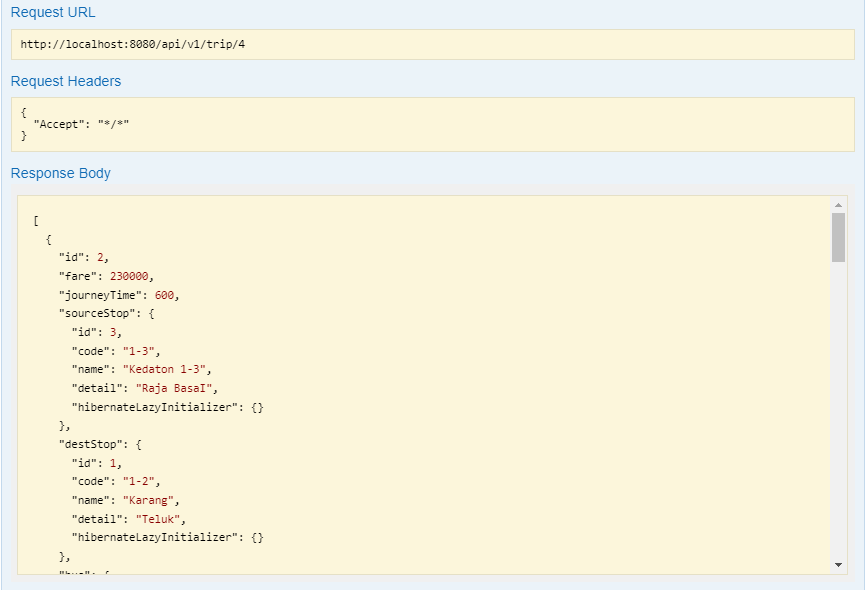 Request URL
http://localhost:8080/api/v1/trip/4
Request Headers
{
"Accept": "*/*"
}
Response Body
[
{
"id": 2,
"fare": 230000,
"journeyTime": 600,
"sourceStop": {
"id": 3,
"code": "1-3",
"name": "Kedaton 1-3",
"detail": "Raja BasaI",
"hibernateLazyInitializer": {}
},
"destStop": {
"id": 1,
"code": "1-2",
"name": "Karang",
"detail": "Teluk",
"hibernateLazyInitializer": {}
},